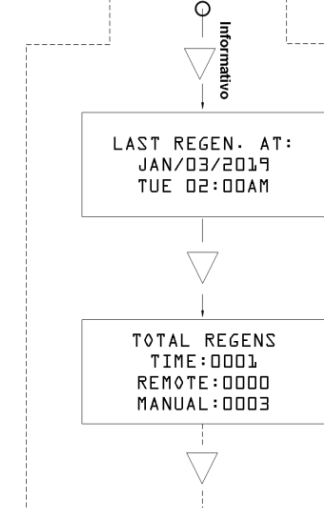 Informativo
LAST REGEN. AT:
JAN/03/2019
TUE 02:00AM
TOTAL REGENS
TIME:0001
REMOTE:0000
MANUAL:0003